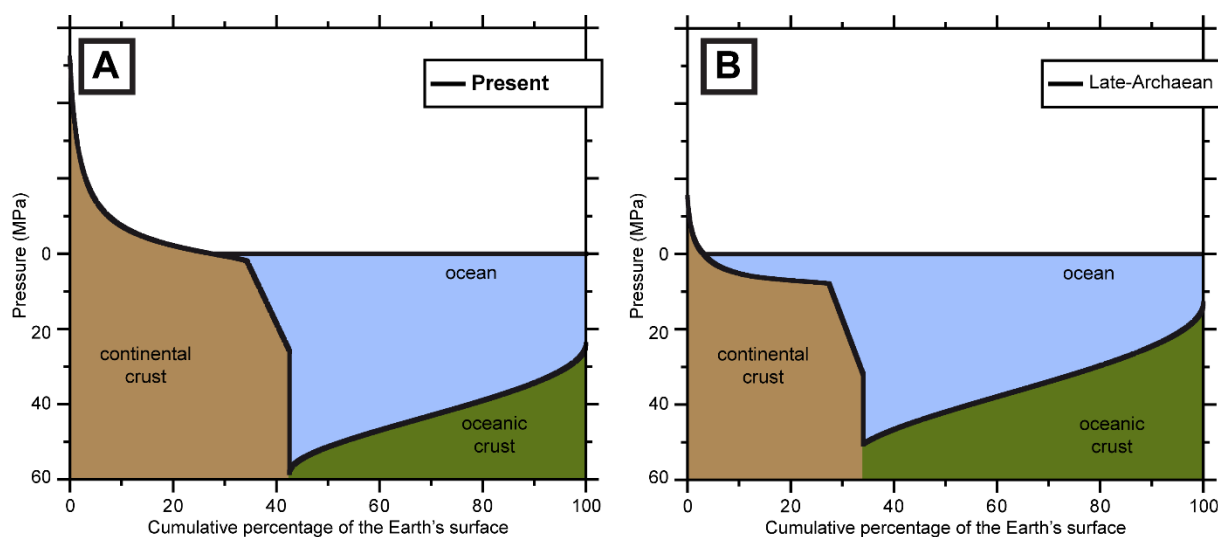 A
Present
Pressure (MPa)
0
20
40
60
ocean
continental
crust
oceanic
crust
0
20
40
60
80
100
Cumulative percentage of the Earth's surface
B
Late-Archaean
Pressure (MPa)
0
20
40
60
ocean
continental
crust
oceanic
crust
0
20
40
60
80
100
Cumulative percentage of the Earth's surface